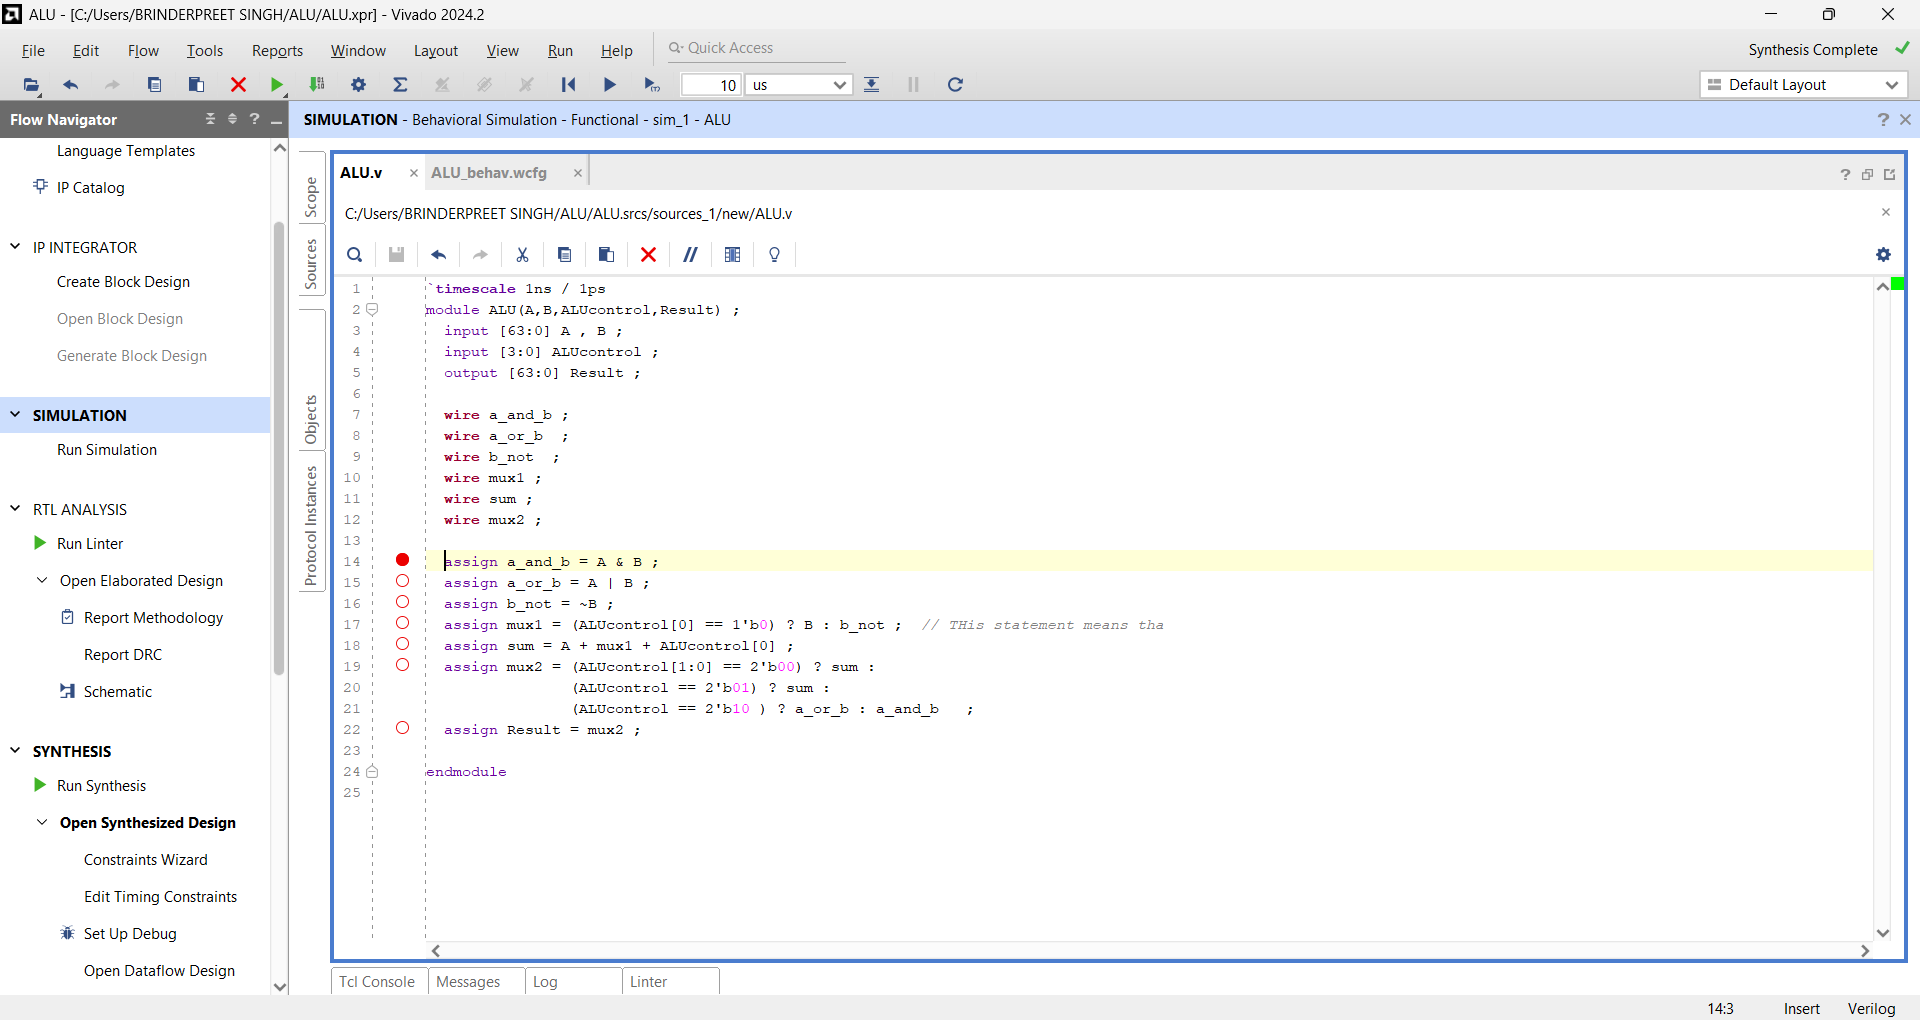 ALU - [C:/Users/BRINDERPREET SINGH/ALU/ALU.xpr] - Vivado 2024.2
File Edit Flow Tools Reports Window Layout View Run Help Quick Access
Synthesis Complete
10 us
Default Layout
Flow Navigator
SIMULATION - Behavioral Simulation - Functional - sim_1 - ALU
Language Templates
IP Catalog
IP INTEGRATOR
Create Block Design
Open Block Design
Generate Block Design
SIMULATION
Run Simulation
RTL ANALYSIS
Run Linter
Open Elaborated Design
Report Methodology
Report DRC
Schematic
SYNTHESIS
Run Synthesis
Open Synthesized Design
Constraints Wizard
Edit Timing Constraints
Set Up Debug
Open Dataflow Design
Scope
Sources
Objects
Protocol Instances
ALU.v ALU_behav.wcfg
C:/Users/BRINDERPREET SINGH/ALU/ALU.srcs/sources_1/new/ALU.v
1 `timescale 1ns / 1ps
2 module ALU(A,B,ALUcontrol,Result) ;
3 input [63:0] A , B ;
4 input [3:0] ALUcontrol ;
5 output [63:0] Result ;
6
7 wire a_and_b ;
8 wire a_or_b ;
9 wire b_not ;
10 wire mux1 ;
11 wire sum ;
12 wire mux2 ;
13
14 assign a_and_b = A & B ;
15 assign a_or_b = A | B ;
16 assign b_not = ~B ;
17 assign mux1 = (ALUcontrol[0] == 1'b0) ? B : b_not ; // THis statement means tha
18 assign sum = A + mux1 + ALUcontrol[0] ;
19 assign mux2 = (ALUcontrol[1:0] == 2'b00) ? sum :
20 (ALUcontrol == 2'b01) ? sum :
21 (ALUcontrol == 2'b10 ) ? a_or_b : a_and_b ;
22 assign Result = mux2 ;
23
24 endmodule
25
Tcl Console Messages Log Linter
14:3 Insert Verilog